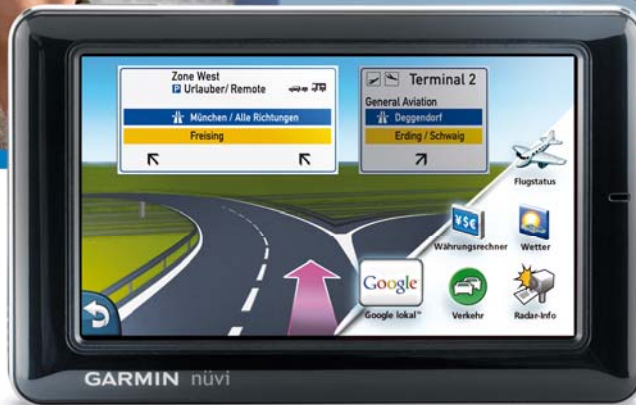 Zone West
P Urlauber/ Remote
München / Alle Richtungen
Freising
Terminal 2
General Aviation
Deggendorf
Erding / Schwaig
Flugstatus
¥$€
Währungsrechner
Wetter
Google
Google lokal™
Verkehr
Radar-Info
GARMIN nüvi